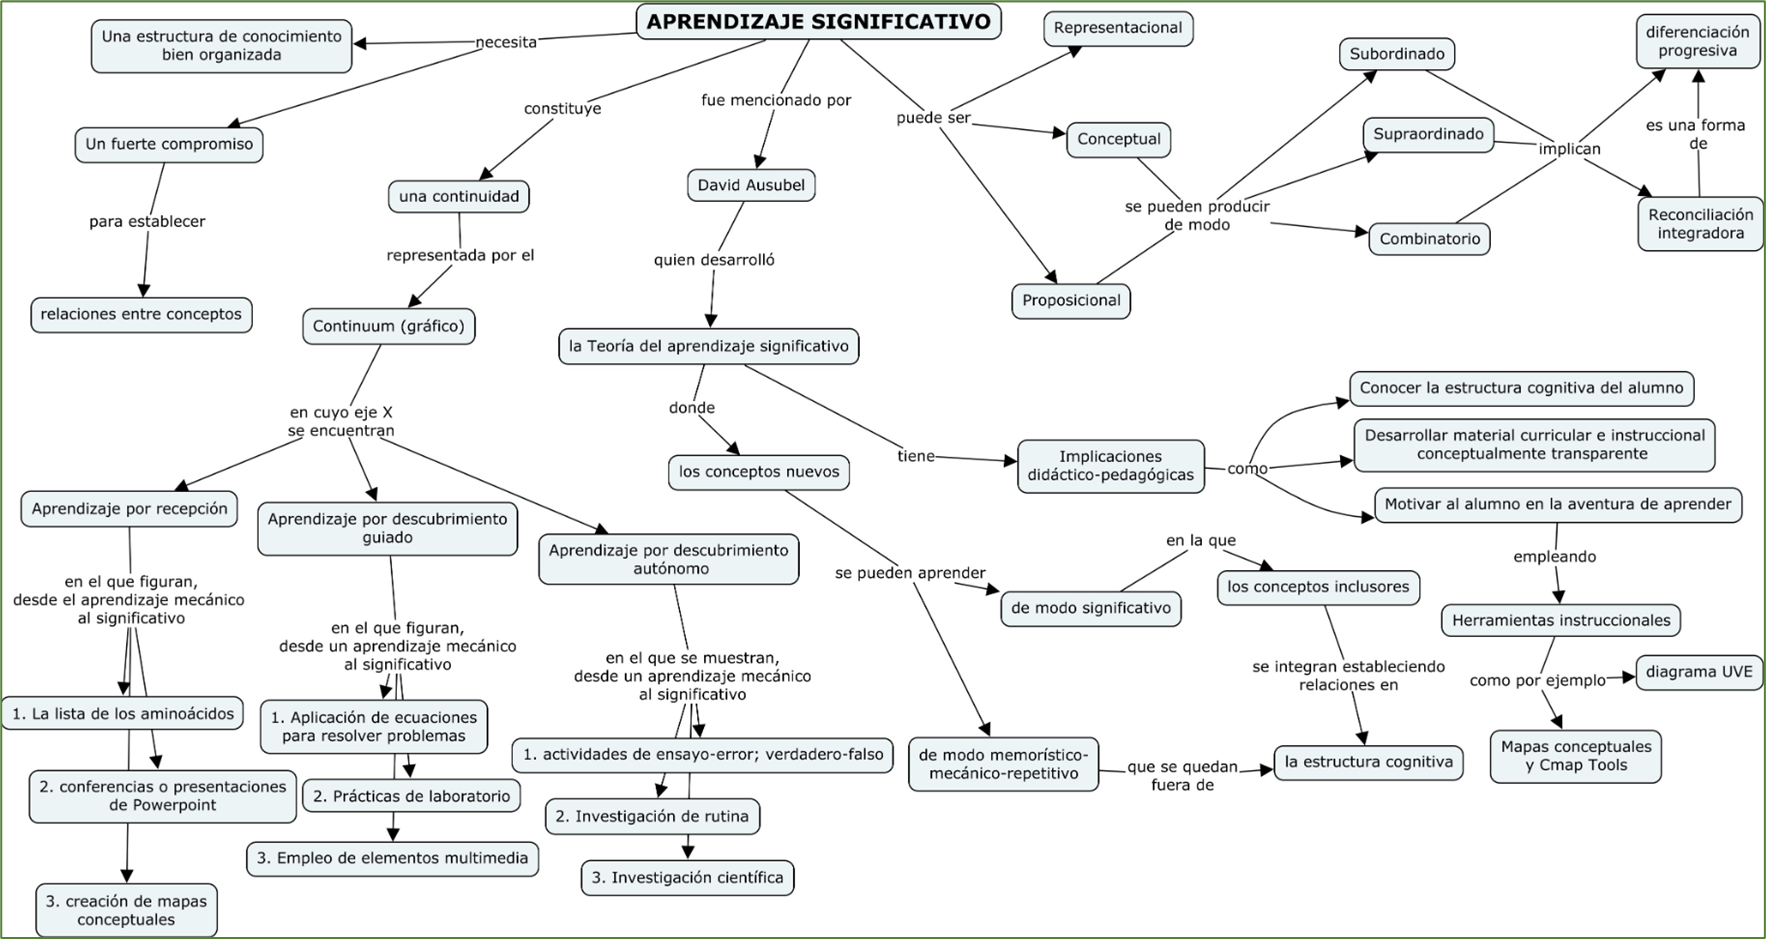 APRENDIZAJE SIGNIFICATIVO
necesita
Una estructura de conocimiento
bien organizada
Un fuerte compromiso
para establecer
relaciones entre conceptos
constituye
una continuidad
representada por el
Continuum (gráfico)
en cuyo eje X
se encuentran
Aprendizaje por recepción
en el que figuran,
desde el aprendizaje mecánico
al significativo
1. La lista de los aminoácidos
2. conferencias o presentaciones
de Powerpoint
3. creación de mapas
conceptuales
Aprendizaje por descubrimiento
guiado
en el que figuran,
desde un aprendizaje mecánico
al significativo
1. Aplicación de ecuaciones
para resolver problemas
2. Prácticas de laboratorio
3. Empleo de elementos multimedia
Aprendizaje por descubrimiento
autónomo
en el que se muestran,
desde un aprendizaje mecánico
al significativo
1. actividades de ensayo-error; verdadero-falso
2. Investigación de rutina
3. Investigación científica
fue mencionado por
David Ausubel
quien desarrolló
la Teoría del aprendizaje significativo
donde
los conceptos nuevos
se pueden aprender
de modo significativo
en la que
los conceptos inclusores
se integran estableciendo
relaciones en
la estructura cognitiva
de modo memorístico-
mecánico-repetitivo
que se quedan
fuera de
tiene
Implicaciones
didáctico-pedagógicas
como
Conocer la estructura cognitiva del alumno
Desarrollar material curricular e instruccional
conceptualmente transparente
Motivar al alumno en la aventura de aprender
empleando
Herramientas instruccionales
como por ejemplo
diagrama UVE
Mapas conceptuales
y Cmap Tools
puede ser
Representacional
Conceptual
Proposicional
se pueden producir
de modo
Subordinado
Supraordinado
Combinatorio
implican
diferenciación
progresiva
es una forma
de
Reconciliación
integradora